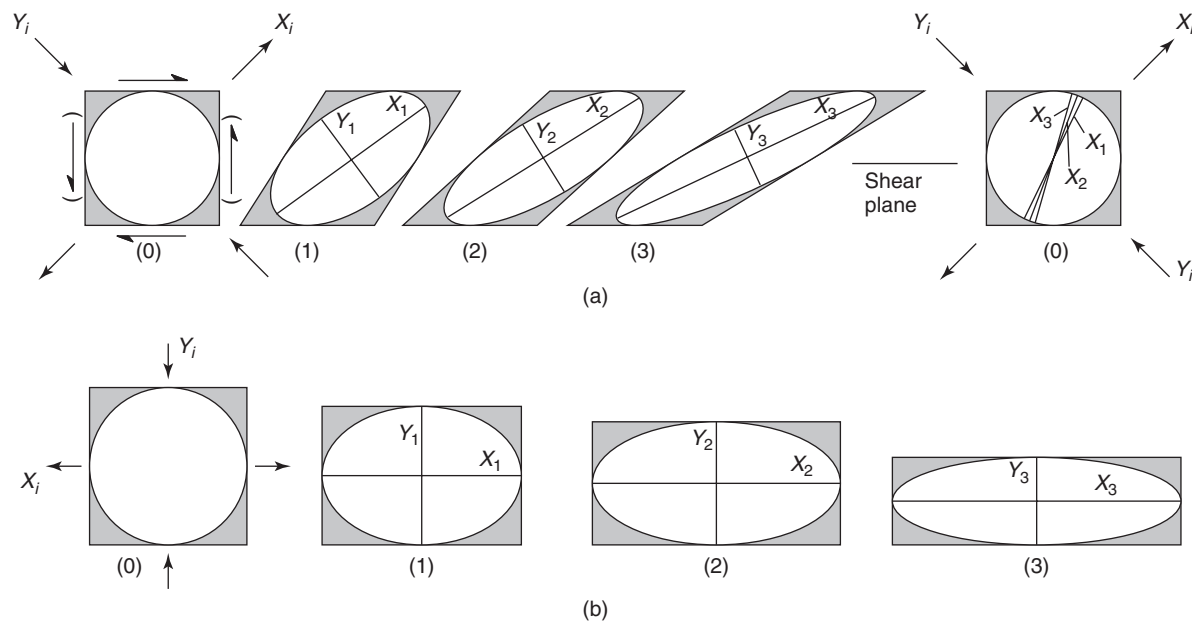 Yi Xi Yi Xi
X1 Y1 X2 Y2 X3 Y3 X3 X1 X2
Shear
plane
(0) (1) (2) (3) (0)
Yi
(a)
Yi
Xi
Y1 X1 Y2 X2 Y3 X3
(0) (1) (2) (3)
(b)